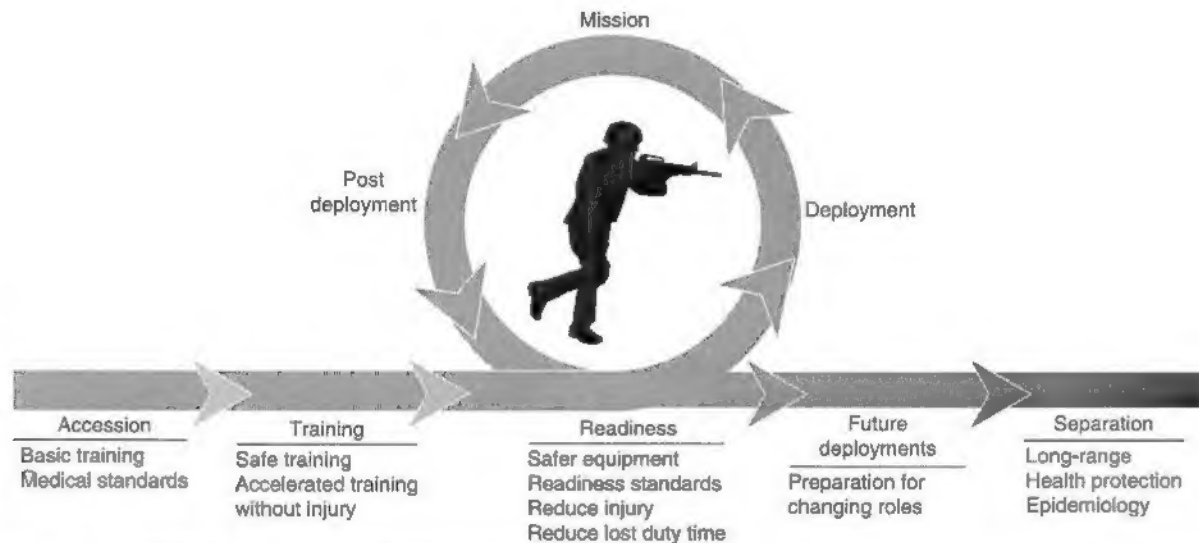 Mission
Post
deployment
Deployment
Accession
Basic training
Medical standards
Training
Safe training
Accelerated training
without injury
Readiness
Safer equipment
Readiness standards
Reduce injury
Reduce lost duty time
Future
deployments
Preparation for
changing roles
Separation
Long-range
Health protection
Epidemiology